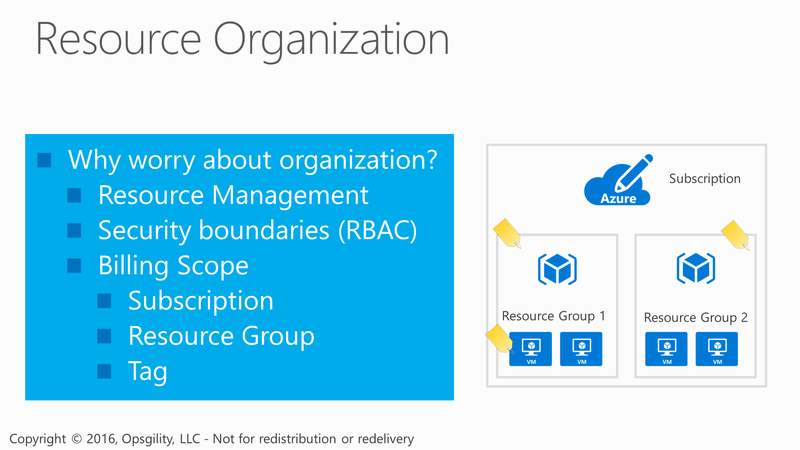 Resource Organization
Why worry about organization?
Resource Management
Security boundaries (RBAC)
Billing Scope
Subscription
Resource Group
Tag
Azure
Subscription
Resource Group 1
VM
VM
Resource Group 2
VM
VM
Copyright © 2016, Opsgility, LLC - Not for redistribution or redelivery